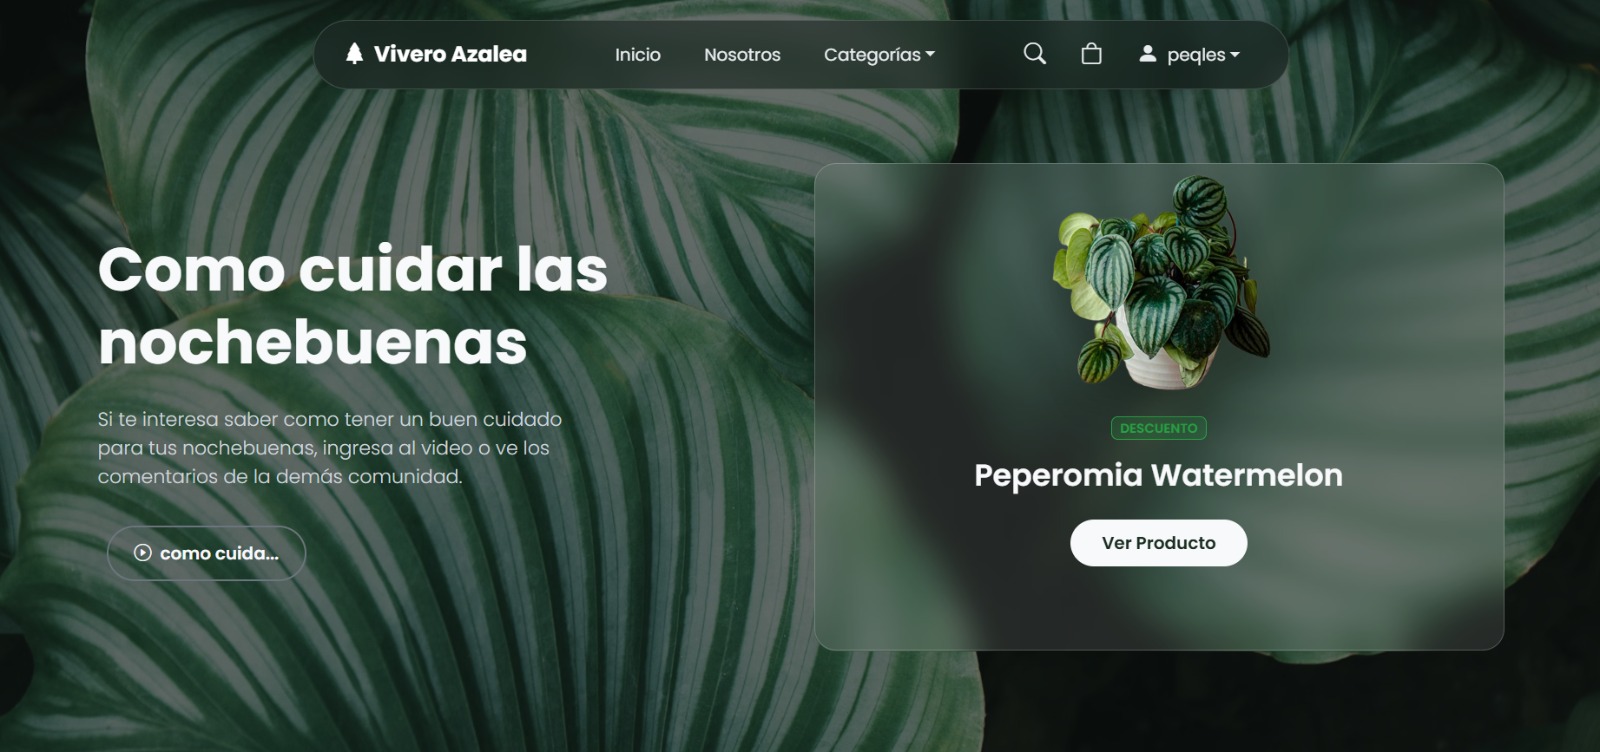 Vivero Azalea
Inicio
Nosotros
Categorías
peqles
Como cuidar las
nochebuenas
Si te interesa saber como tener un buen cuidado
para tus nochebuenas, ingresa al video o ve los
comentarios de la demás comunidad.
como cuida...
DESCUENTO
Peperomia Watermelon
Ver Producto